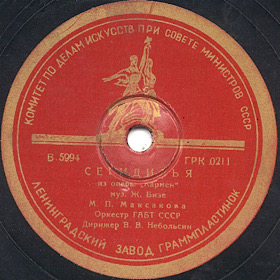 КОМИТЕТ ПО ДЕЛАМ ИСКУССТВ ПРИ СОВЕТЕ МИНИСТРОВ СССР
В 5994
ГРК 0211
СЕГИДИЛЬЯ
из оперы „Кармен"
муз. Ж. Бизе
М. П. Максакова
Оркестр ГАБТ СССР
Дирижер В. В. Небольсин
ЛЕНИНГРАДСКИЙ ЗАВОД ГРАММПЛАСТИНОК